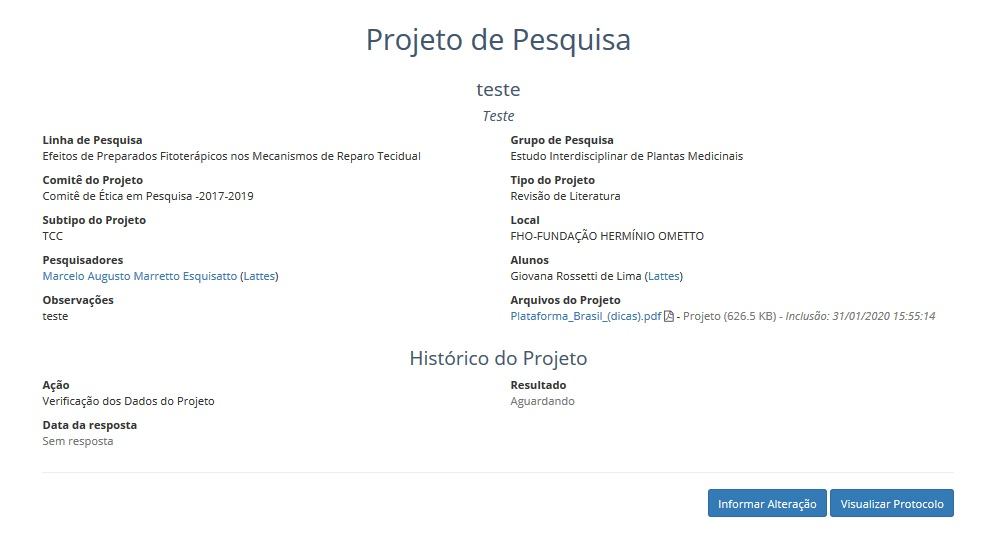 Projeto de Pesquisa
teste
Teste
Linha de Pesquisa
Efeitos de Preparados Fitoterápicos nos Mecanismos de Reparo Tecidual
Grupo de Pesquisa
Estudo Interdisciplinar de Plantas Medicinais
Comitê do Projeto
Comitê de Ética em Pesquisa -2017-2019
Tipo do Projeto
Revisão de Literatura
Subtipo do Projeto
TCC
Local
FHO-FUNDAÇÃO HERMÍNIO OMETTO
Pesquisadores
Marcelo Augusto Marretto Esquisatto (Lattes)
Alunos
Giovana Rossetti de Lima (Lattes)
Observações
teste
Arquivos do Projeto
Plataforma_Brasil_(dicas).pdf - Projeto (626.5 KB) - Inclusão: 31/01/2020 15:55:14
Histórico do Projeto
Ação
Verificação dos Dados do Projeto
Resultado
Aguardando
Data da resposta
Sem resposta
Informar Alteração
Visualizar Protocolo